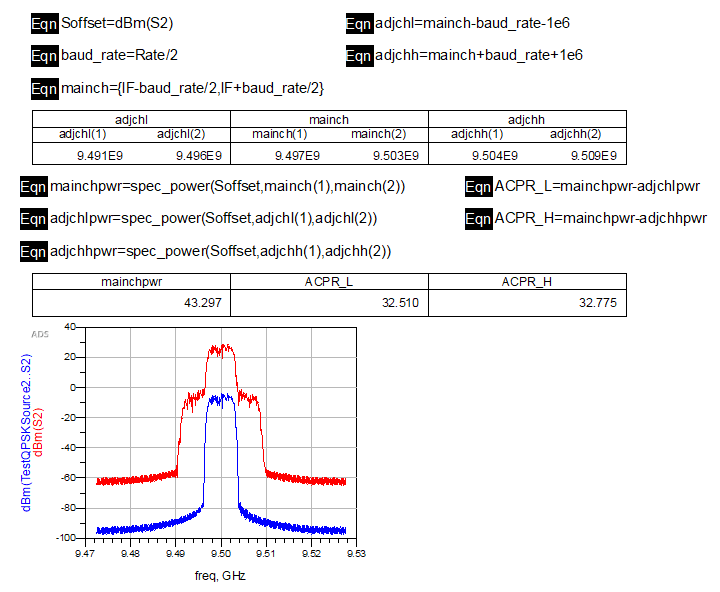 Eqn Soffset=dBm(S2)
Eqn adjchl=mainch-baud_rate-1e6
Eqn baud_rate=Rate/2
Eqn adjchh=mainch+baud_rate+1e6
Eqn mainch={IF-baud_rate/2,IF+baud_rate/2}
adjchl mainch adjchh
adjchl(1) adjchl(2) mainch(1) mainch(2) adjchh(1) adjchh(2)
9.491E9 9.496E9 9.497E9 9.503E9 9.504E9 9.509E9
Eqn mainchpwr=spec_power(Soffset,mainch(1),mainch(2))
Eqn ACPR_L=mainchpwr-adjchlpwr
Eqn adjchlpwr=spec_power(Soffset,adjchl(1),adjchl(2))
Eqn ACPR_H=mainchpwr-adjchhpwr
Eqn adjchhpwr=spec_power(Soffset,adjchh(1),adjchh(2))
mainchpwr ACPR_L ACPR_H
43.297 32.510 32.775
ADS
dBm(TestQPSKSource2..S2)
dBm(S2)
40
20
0
-20
-40
-60
-80
-100
9.47 9.48 9.49 9.50 9.51 9.52 9.53
freq, GHz